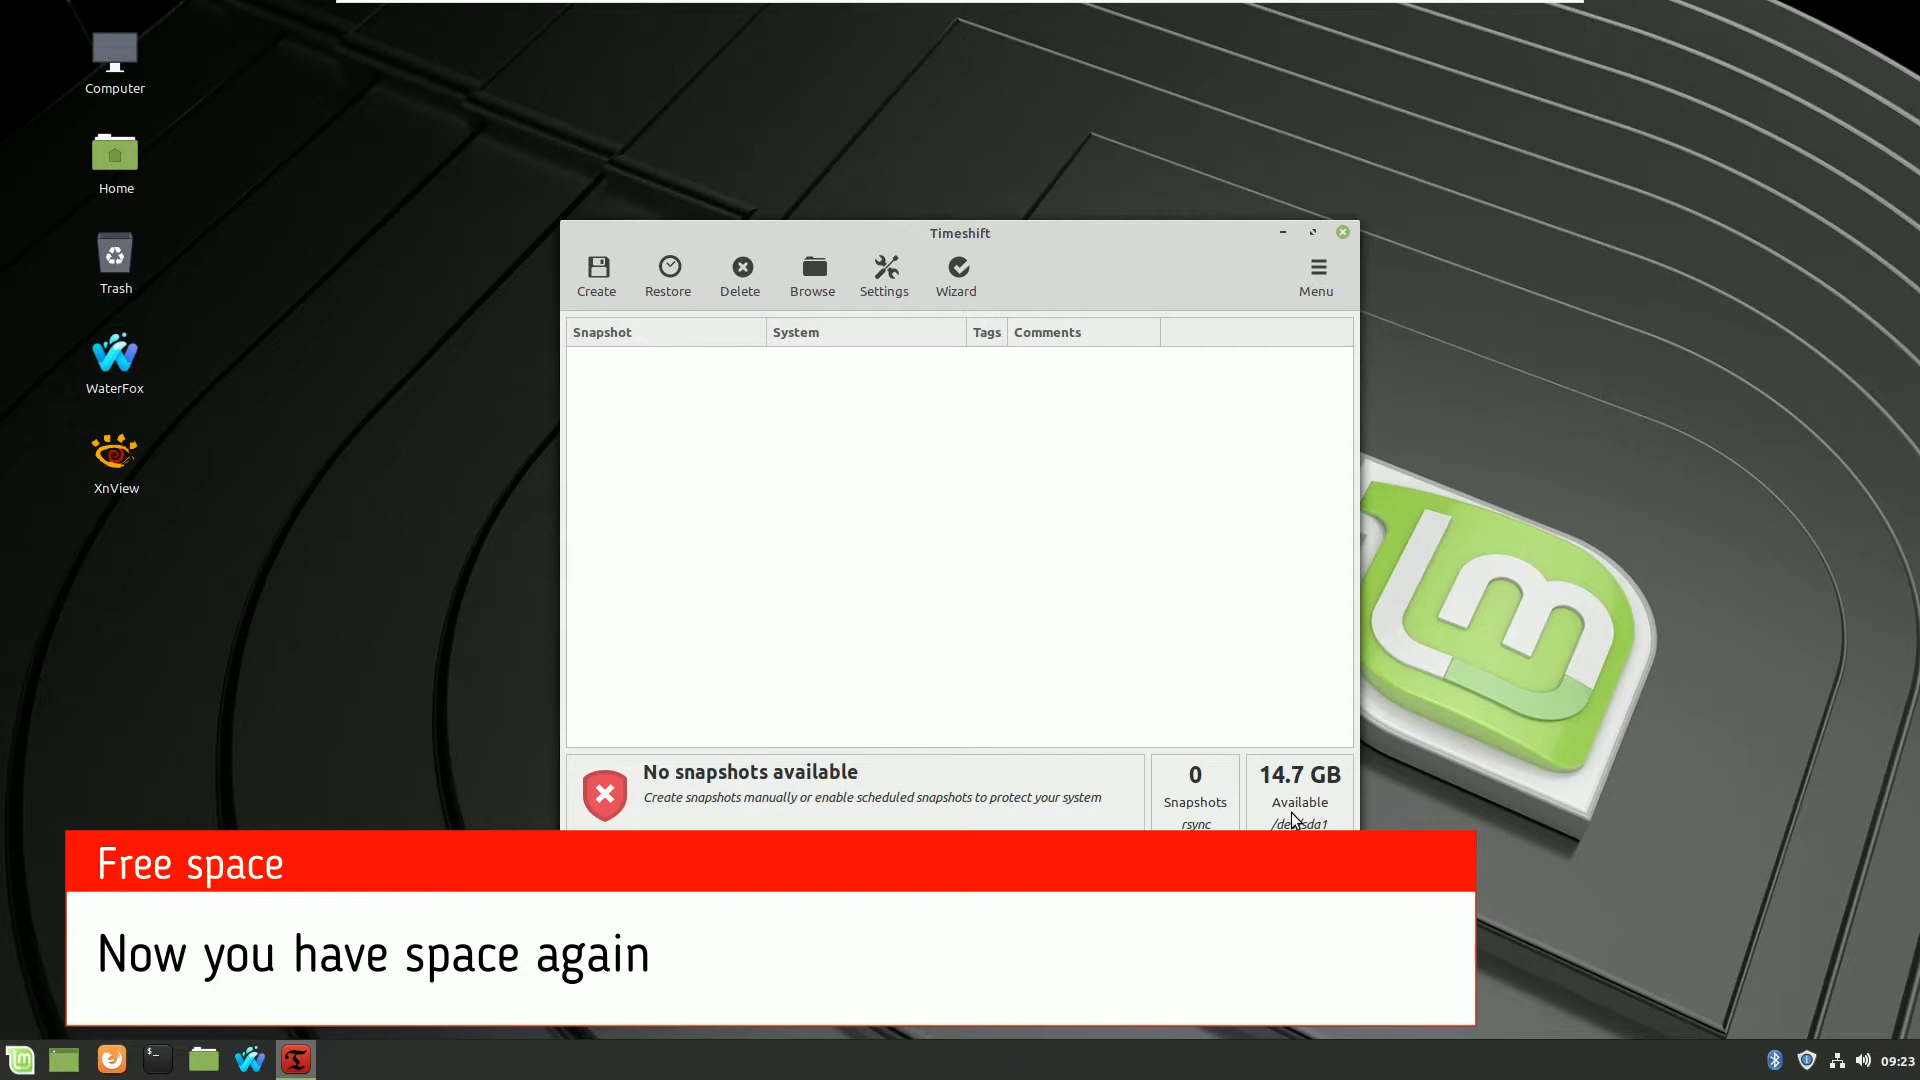 Computer
Home
Trash
WaterFox
XnView
Timeshift
Create
Restore
Delete
Browse
Settings
Wizard
Menu
Snapshot
System
Tags
Comments
No snapshots available
Create snapshots manually or enable scheduled snapshots to protect your system
0
Snapshots
rsync
14.7 GB
Available
Free space
Now you have space again
09:23